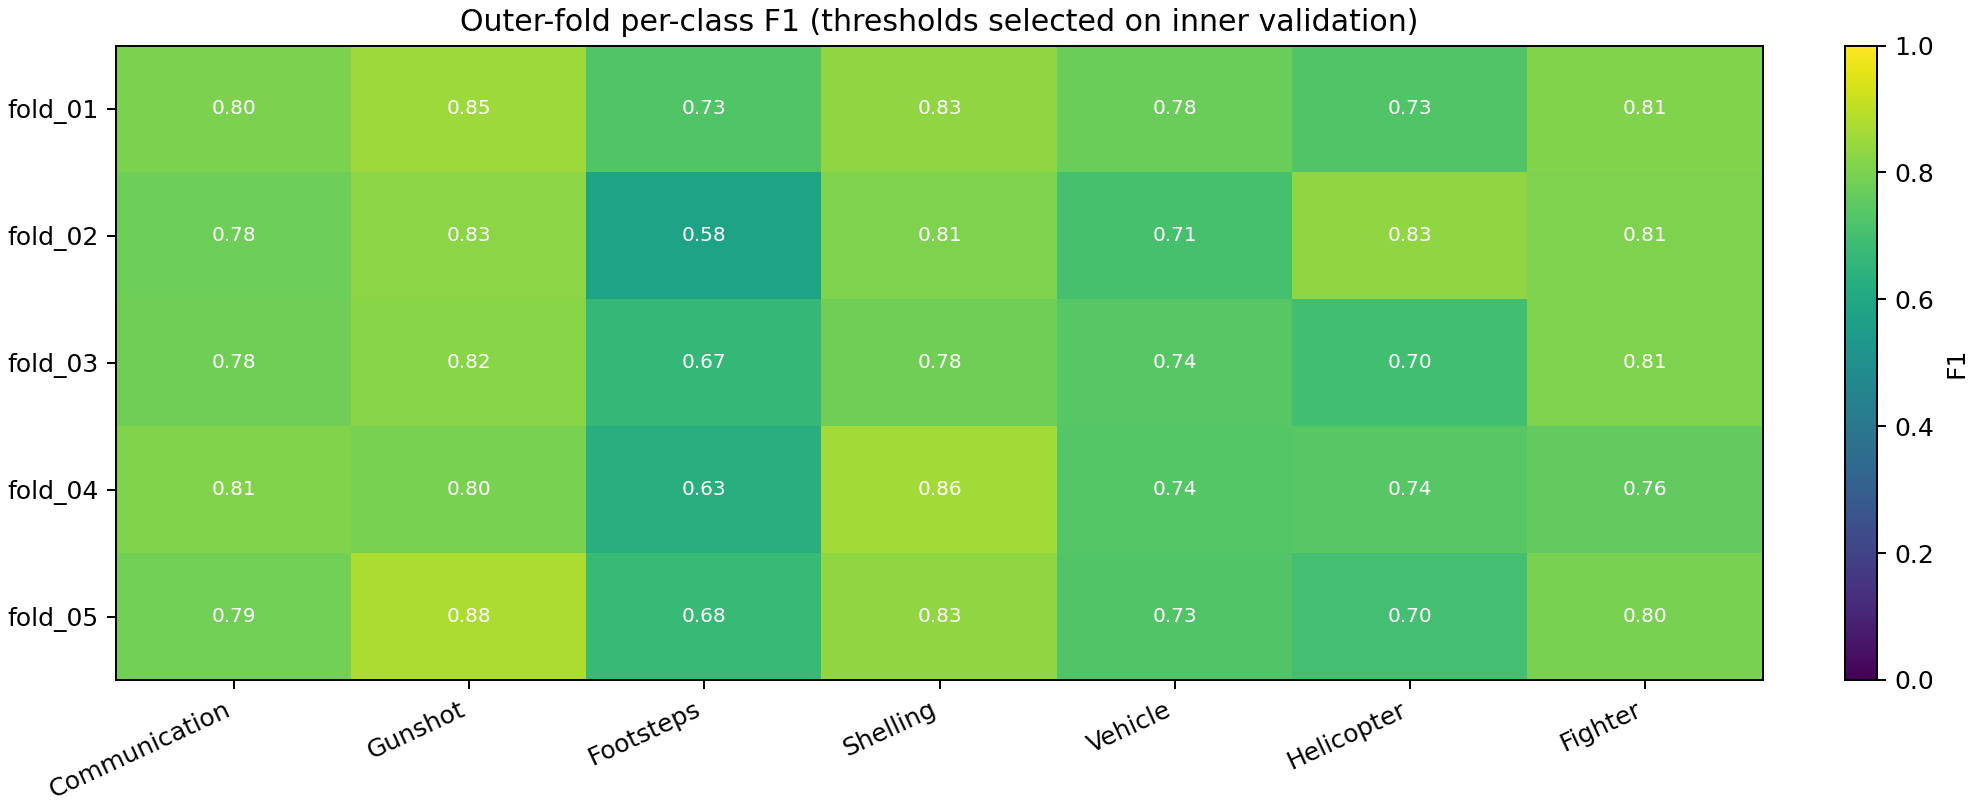 Outer-fold per-class F1 (thresholds selected on inner validation)
fold_01 0.80 0.85 0.73 0.83 0.78 0.73 0.81
fold_02 0.78 0.83 0.58 0.81 0.71 0.83 0.81
fold_03 0.78 0.82 0.67 0.78 0.74 0.70 0.81
fold_04 0.81 0.80 0.63 0.86 0.74 0.74 0.76
fold_05 0.79 0.88 0.68 0.83 0.73 0.70 0.80
Communication Gunshot Footsteps Shelling Vehicle Helicopter Fighter
1.0
0.8
0.6
0.4
0.2
0.0
F1